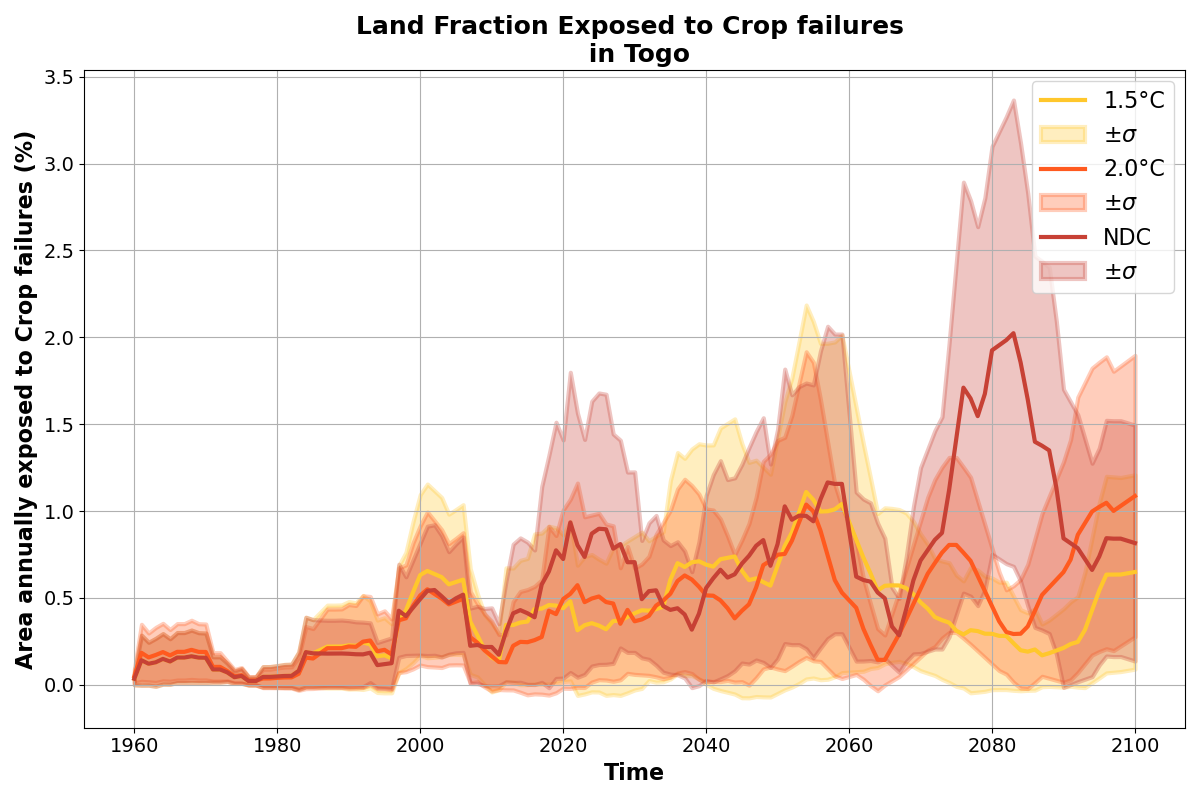 Land Fraction Exposed to Crop failures
in Togo
Area annually exposed to Crop failures (%)
3.5
3.0
2.5
2.0
1.5
1.0
0.5
0.0
1960 1980 2000 2020 2040 2060 2080 2100
Time
1.5°C
±σ
2.0°C
±σ
NDC
±σ